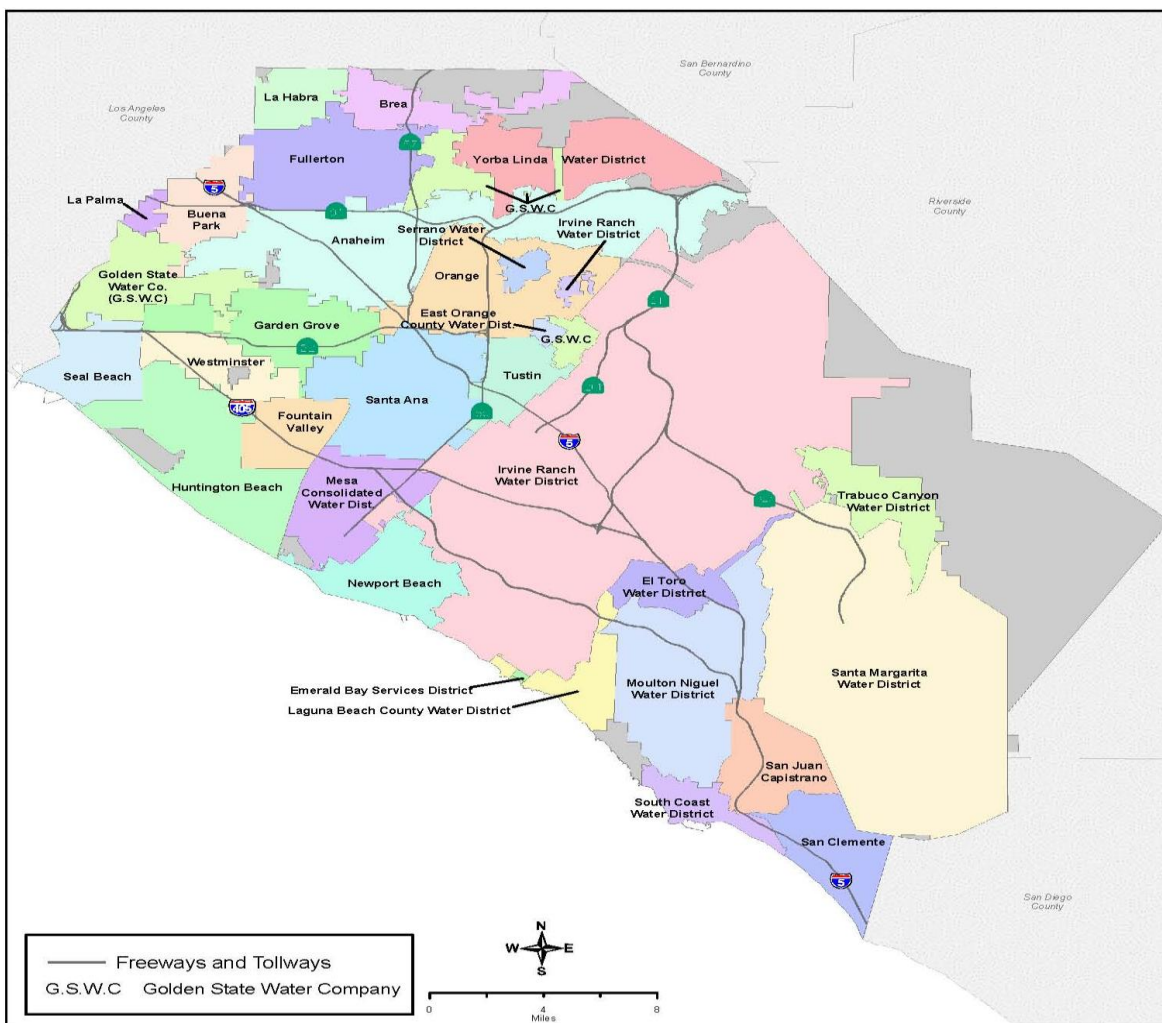 San Bernardino
County
Los Angeles
County
La Habra
Brea
Fullerton
Yorba Linda
Water District
Riverside
County
5
La Palma
Buena
Park
G.S.W.C
Anaheim
Serrano Water
District
Irvine Ranch
Water District
Golden State
Water Co.
(G.S.W.C)
Orange
East Orange
County Water Dist.
G.S.W.C
Garden Grove
Westminster
Seal Beach
Tustin
Santa Ana
405
Fountain
Valley
5
Irvine Ranch
Water District
Mesa
Consolidated
Water Dist.
Huntington Beach
Trabuco Canyon
Water District
Newport Beach
El Toro
Water District
Santa Margarita
Water District
Emerald Bay Services District
Laguna Beach County Water District
Moulton Niguel
Water District
San Juan
Capistrano
South Coast
Water District
San Clemente
5
San Diego
County
Freeways and Tollways
G.S.W.C Golden State Water Company
N
W E
S
0 4 8
Miles